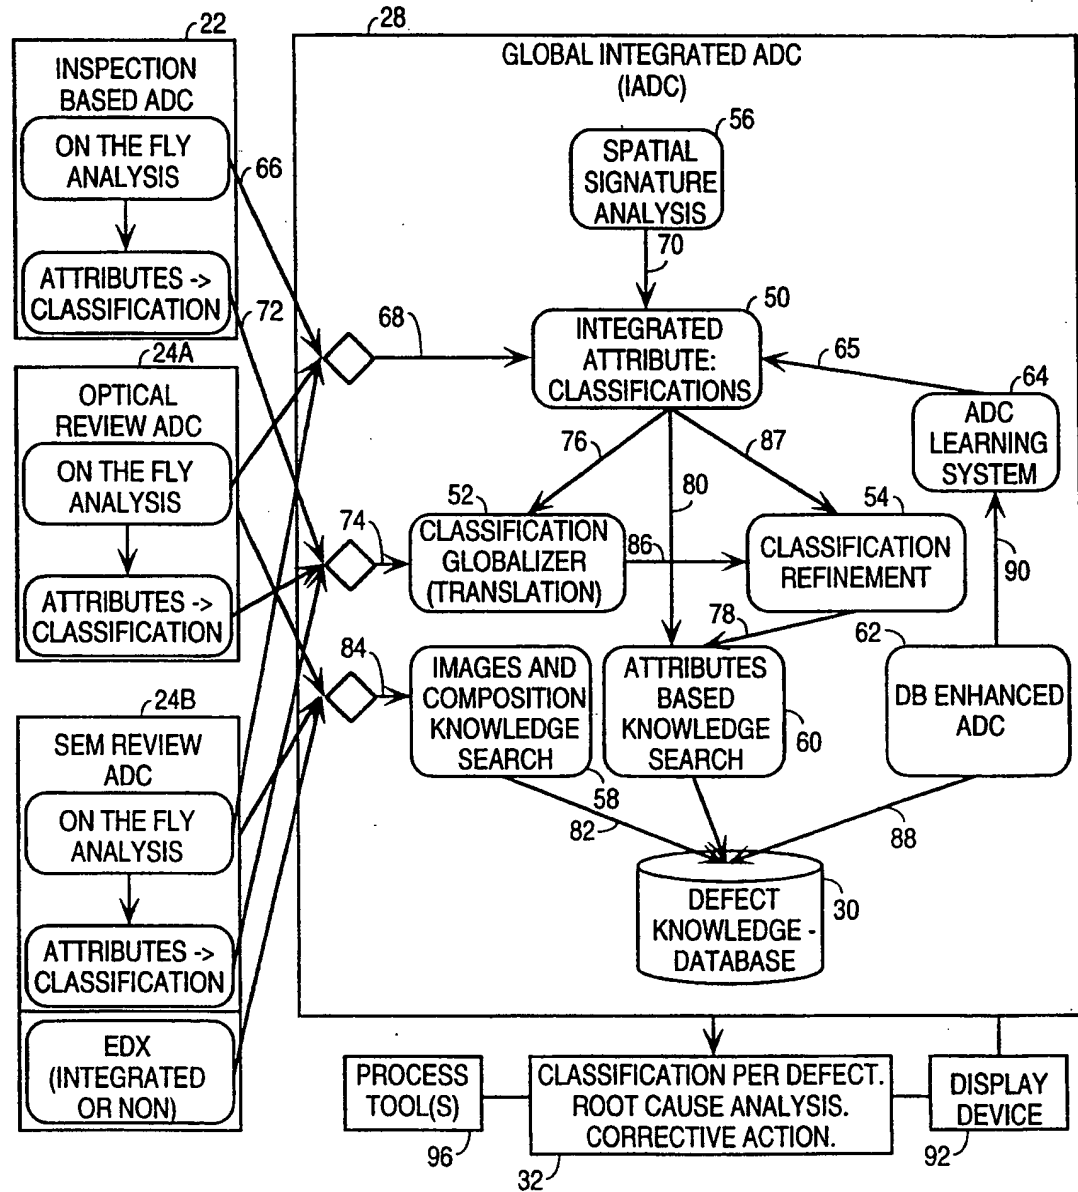 22
INSPECTION
BASED ADC
ON THE FLY
ANALYSIS
66
ATTRIBUTES ->
CLASSIFICATION
72
24A
OPTICAL
REVIEW ADC
ON THE FLY
ANALYSIS
ATTRIBUTES ->
CLASSIFICATION
24B
SEM REVIEW
ADC
ON THE FLY
ANALYSIS
ATTRIBUTES ->
CLASSIFICATION
EDX
(INTEGRATED
OR NON)
28
GLOBAL INTEGRATED ADC
(IADC)
56
SPATIAL
SIGNATURE
ANALYSIS
70
50
68
INTEGRATED
ATTRIBUTE:
CLASSIFICATIONS
65
64
ADC
LEARNING
SYSTEM
76
87
80
52
54
74
CLASSIFICATION
GLOBALIZER
(TRANSLATION)
86
CLASSIFICATION
REFINEMENT
90
78
62
84
IMAGES AND
COMPOSITION
KNOWLEDGE
SEARCH
58
ATTRIBUTES
BASED
KNOWLEDGE
SEARCH
60
DB ENHANCED
ADC
82
88
DEFECT
KNOWLEDGE -
DATABASE
30
PROCESS
TOOL(S)
96
CLASSIFICATION PER DEFECT.
ROOT CAUSE ANALYSIS.
CORRECTIVE ACTION.
32
DISPLAY
DEVICE
92